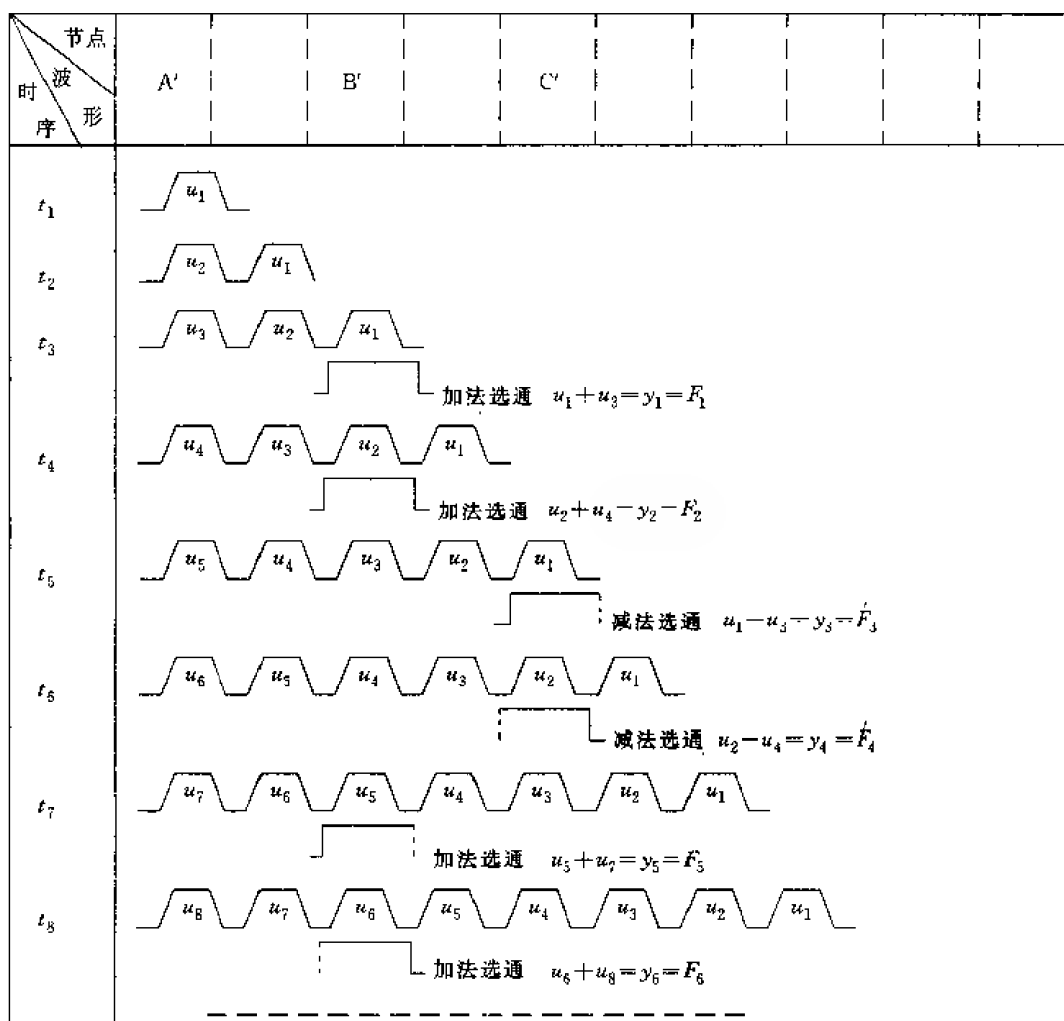 节点
波形
时序
A′ B′ C′
t₁ u₁
t₂ u₂ u₁
t₃ u₃ u₂ u₁
加法选通 u₁+u₃=y₁=F₁
t₄ u₄ u₃ u₂ u₁
加法选通 u₂+u₄-y₂-F₂
t₅ u₅ u₄ u₃ u₂ u₁
减法选通 u₁-u₃-y₃=F₃
t₆ u₆ u₅ u₄ u₃ u₂ u₁
减法选通 u₂-u₄=y₄=F₄
t₇ u₇ u₆ u₅ u₄ u₃ u₂ u₁
加法选通 u₅+u₇=y₅=F₅
t₈ u₈ u₇ u₆ u₅ u₄ u₃ u₂ u₁
加法选通 u₆+u₈=y₆=F₆